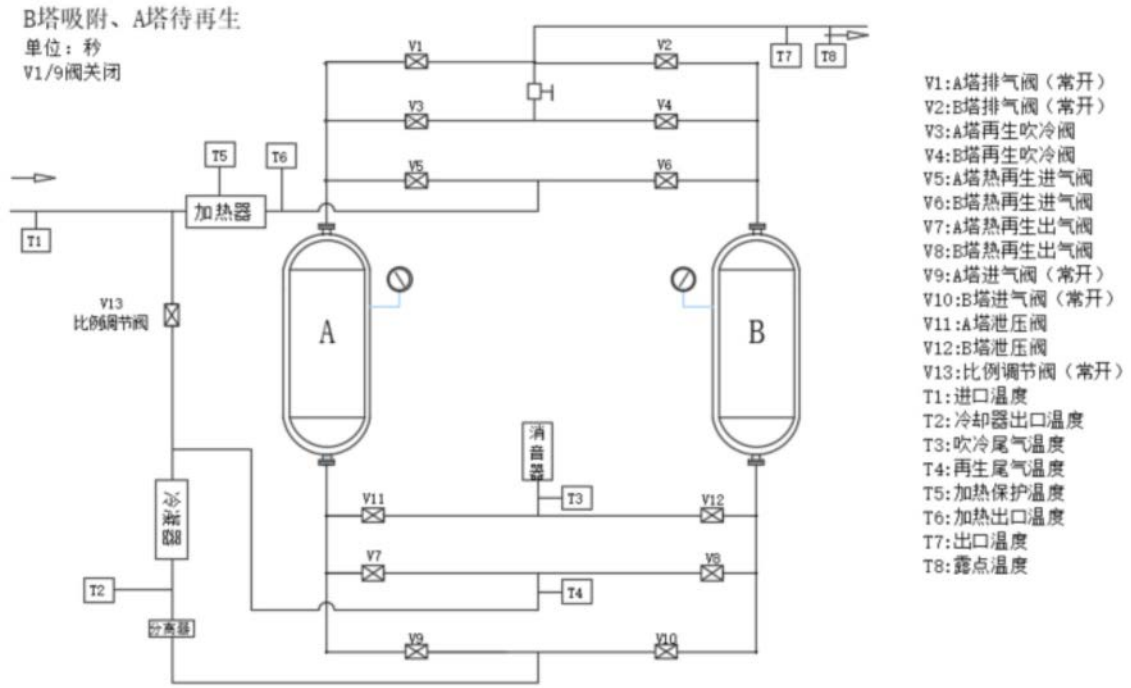 B塔吸附、A塔待再生
单位：秒
V1/9阀关闭
V1
V2
T7
T8
V3
V4
V5
V6
T5
T6
加热器
T1
V13
比例调节阀
A
B
消音器
T3
V11
V12
冷凝器
V7
V8
T2
T4
分离器
V9
V10
V1:A塔排气阀（常开）
V2:B塔排气阀（常开）
V3:A塔再生吹冷阀
V4:B塔再生吹冷阀
V5:A塔热再生进气阀
V6:B塔热再生进气阀
V7:A塔热再生出气阀
V8:B塔热再生出气阀
V9:A塔进气阀（常开）
V10:B塔进气阀（常开）
V11:A塔泄压阀
V12:B塔泄压阀
V13:比例调节阀（常开）
T1:进口温度
T2:冷却器出口温度
T3:吹冷尾气温度
T4:再生尾气温度
T5:加热保护温度
T6:加热出口温度
T7:出口温度
T8:露点温度